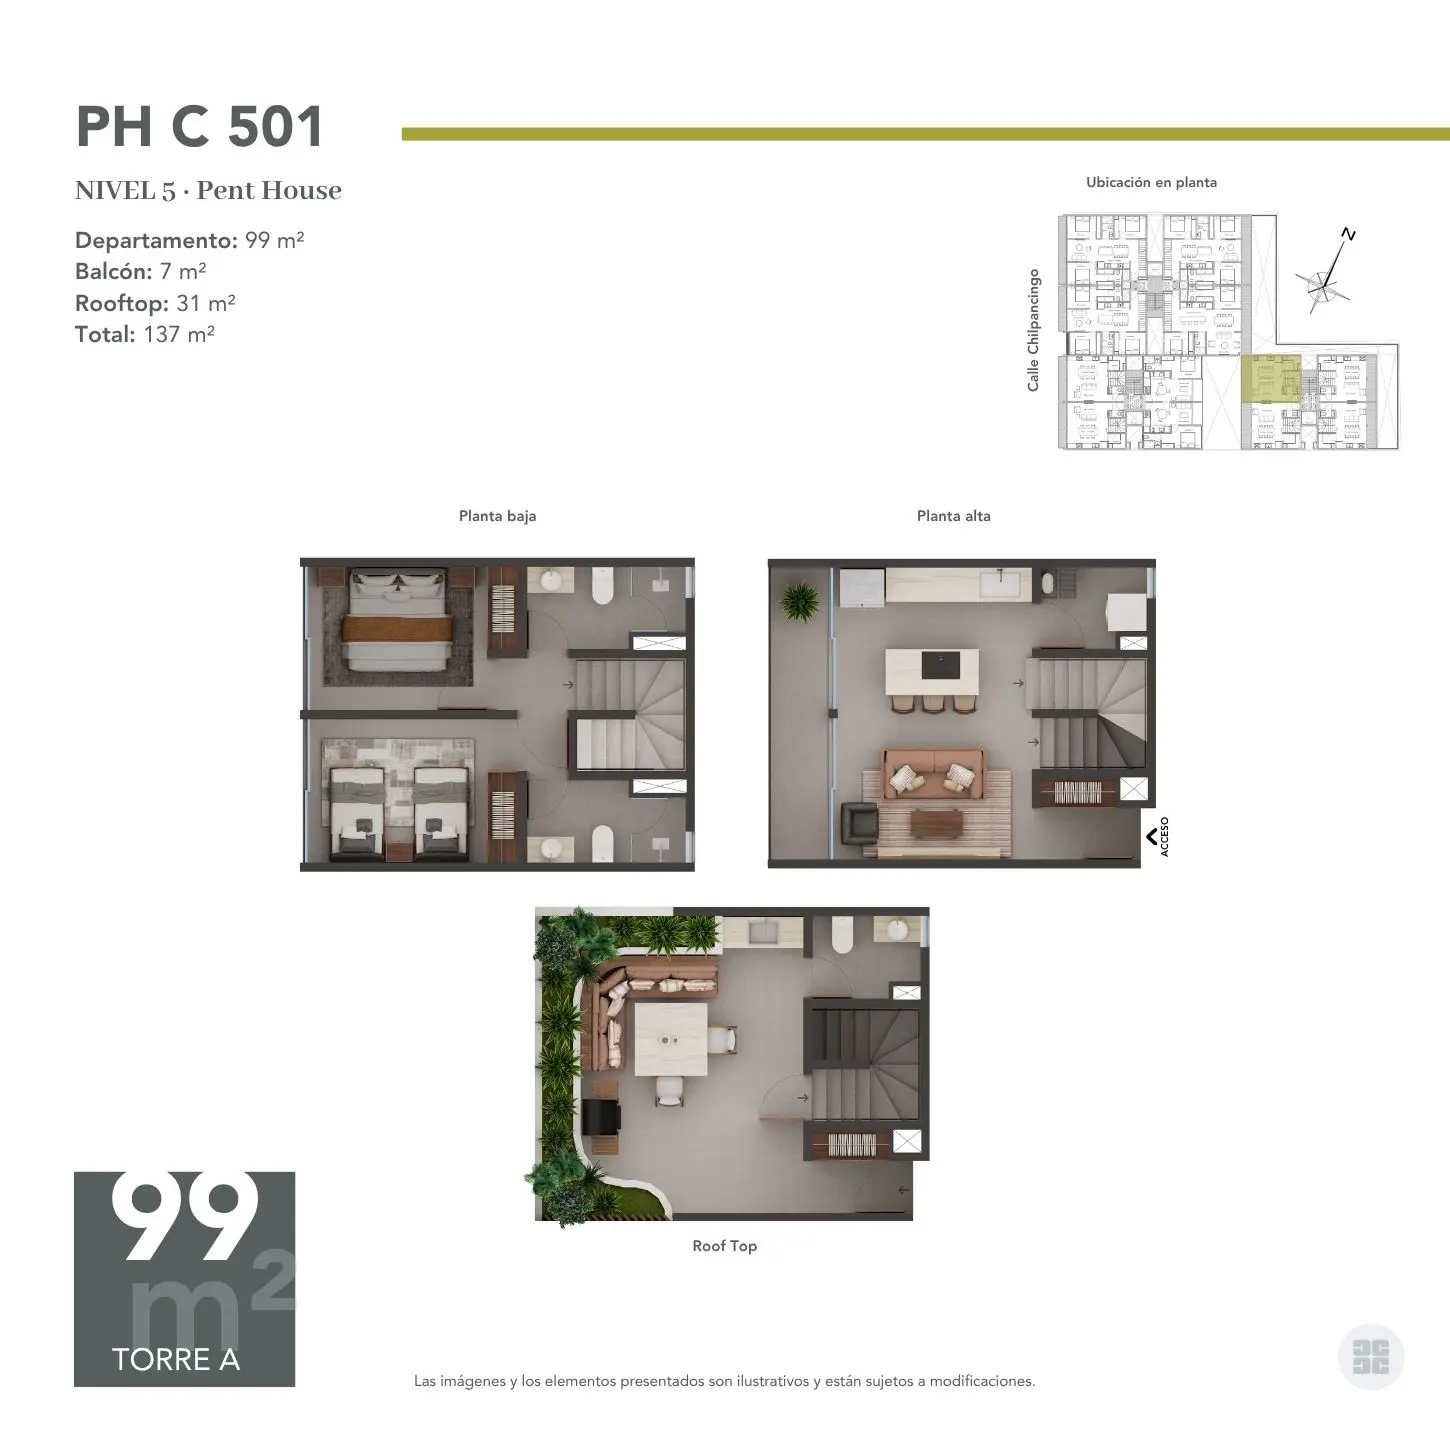 PH C 501
NIVEL 5 · Pent House
Departamento: 99 m²
Balcón: 7 m²
Rooftop: 31 m²
Total: 137 m²
Ubicación en planta
N
Calle Chilpancingo
Planta baja
Planta alta
ACCESO
Roof Top
99
m²
TORRE A
Las imágenes y los elementos presentados son ilustrativos y están sujetos a modificaciones.